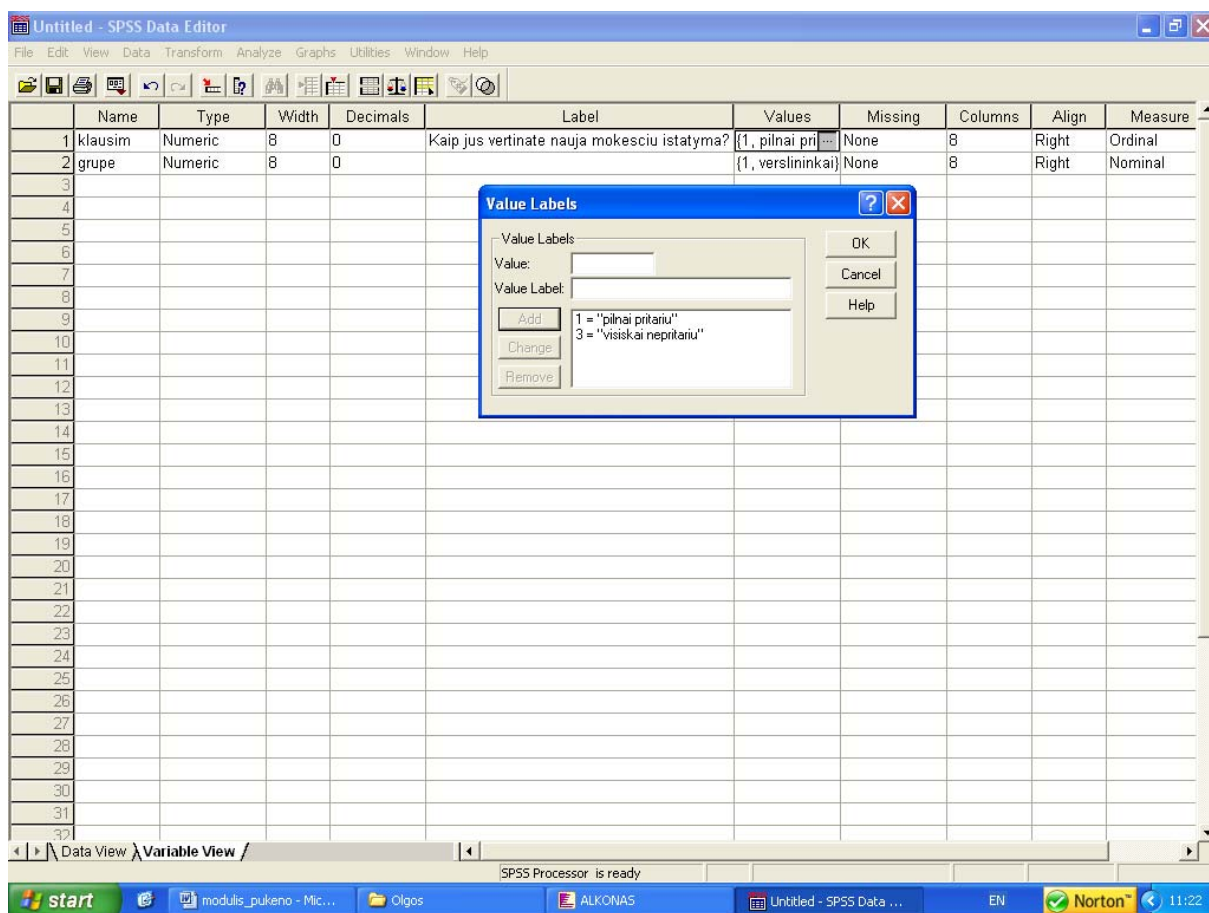 Untitled - SPSS Data Editor
File Edit View Data Transform Analyze Graphs Utilities Window Help
Name Type Width Decimals Label Values Missing Columns Align Measure
1 klausim Numeric 8 0 Kaip jus vertinate nauja mokesciu istatyma? {1, pilnai pri ... None 8 Right Ordinal
2 grupe Numeric 8 0 {1, verslininkai} None 8 Right Nominal
3
4
5
6
7
8
9
10
11
12
13
14
15
16
17
18
19
20
21
22
23
24
25
26
27
28
29
30
31
32
Value Labels
Value Labels
Value:
Value Label:
Add
Change
Remove
1 = "pilnai pritariu"
3 = "visiskai nepritariu"
OK
Cancel
Help
Data View Variable View
SPSS Processor is ready
start modulis_pukeno - Mic... Olgos ALKONAS Untitled - SPSS Data ... EN Norton™ 11:22